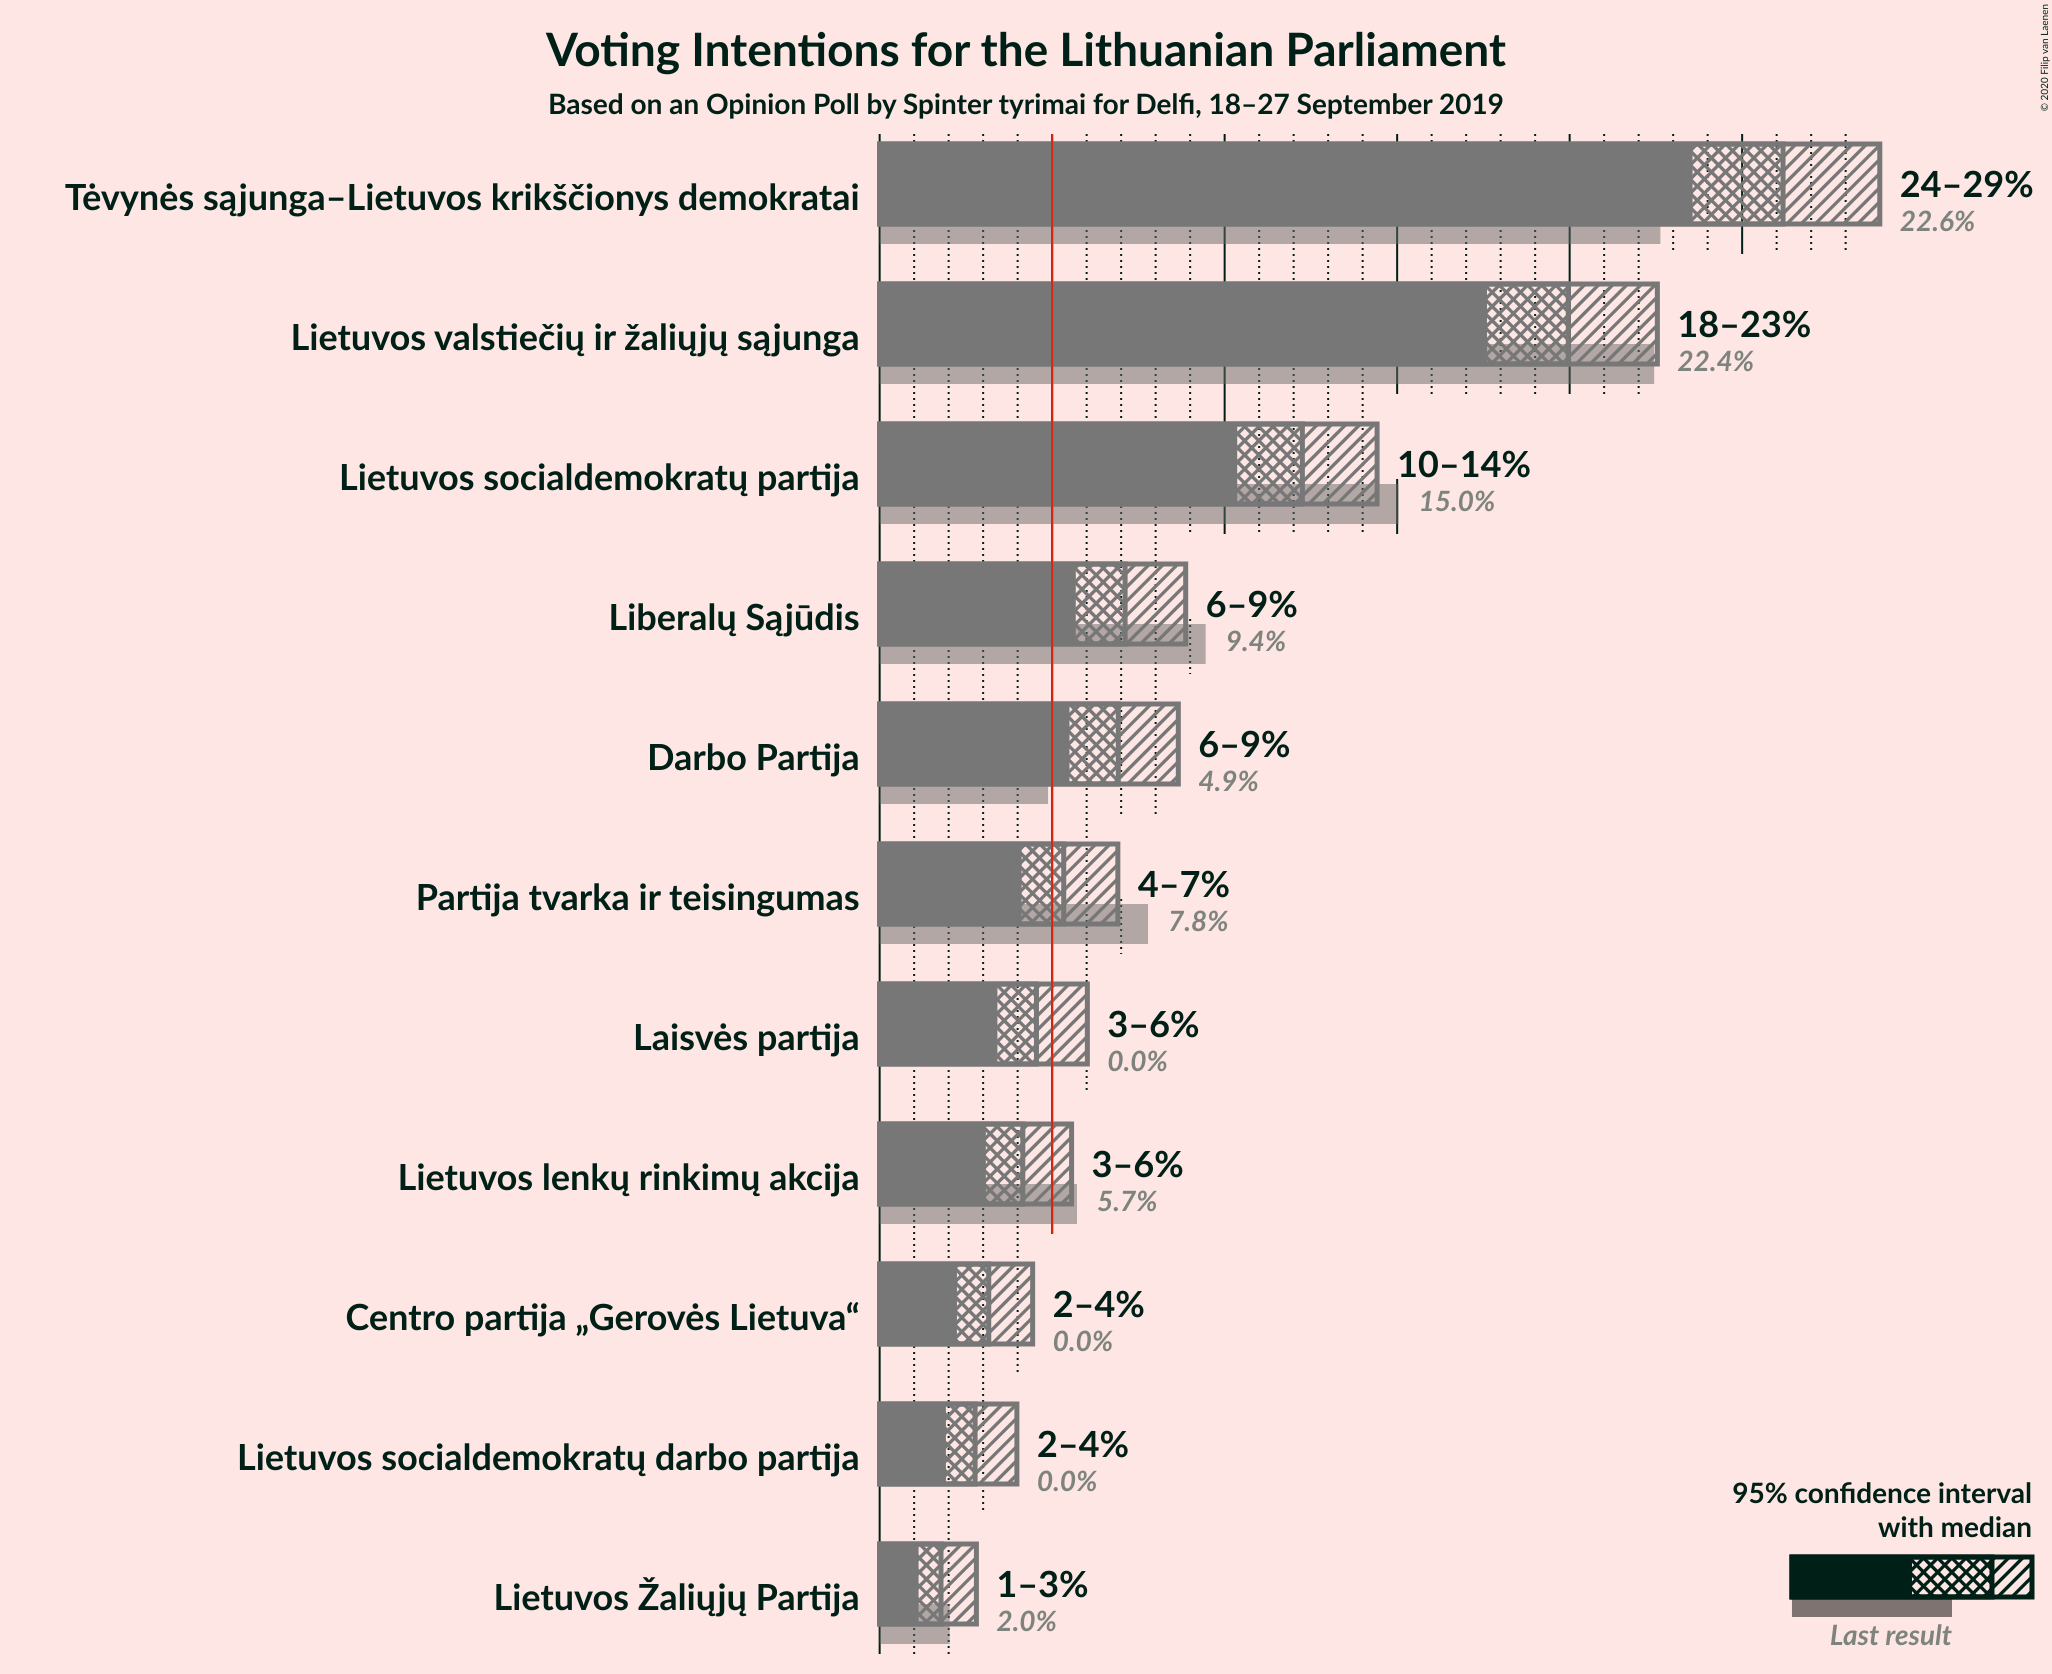 Voting Intentions for the Lithuanian Parliament
Based on an Opinion Poll by Spinter tyrimai for Delfi, 18–27 September 2019
© 2020 Filip van Laenen
Tėvynės sąjunga–Lietuvos krikščionys demokratai
24–29%
22.6%
Lietuvos valstiečių ir žaliųjų sąjunga
18–23%
22.4%
Lietuvos socialdemokratų partija
10–14%
15.0%
Liberalų Sąjūdis
6–9%
9.4%
Darbo Partija
6–9%
4.9%
Partija tvarka ir teisingumas
4–7%
7.8%
Laisvės partija
3–6%
0.0%
Lietuvos lenkų rinkimų akcija
3–6%
5.7%
Centro partija „Gerovės Lietuva“
2–4%
0.0%
Lietuvos socialdemokratų darbo partija
2–4%
0.0%
Lietuvos Žaliųjų Partija
1–3%
2.0%
95% confidence interval
with median
Last result